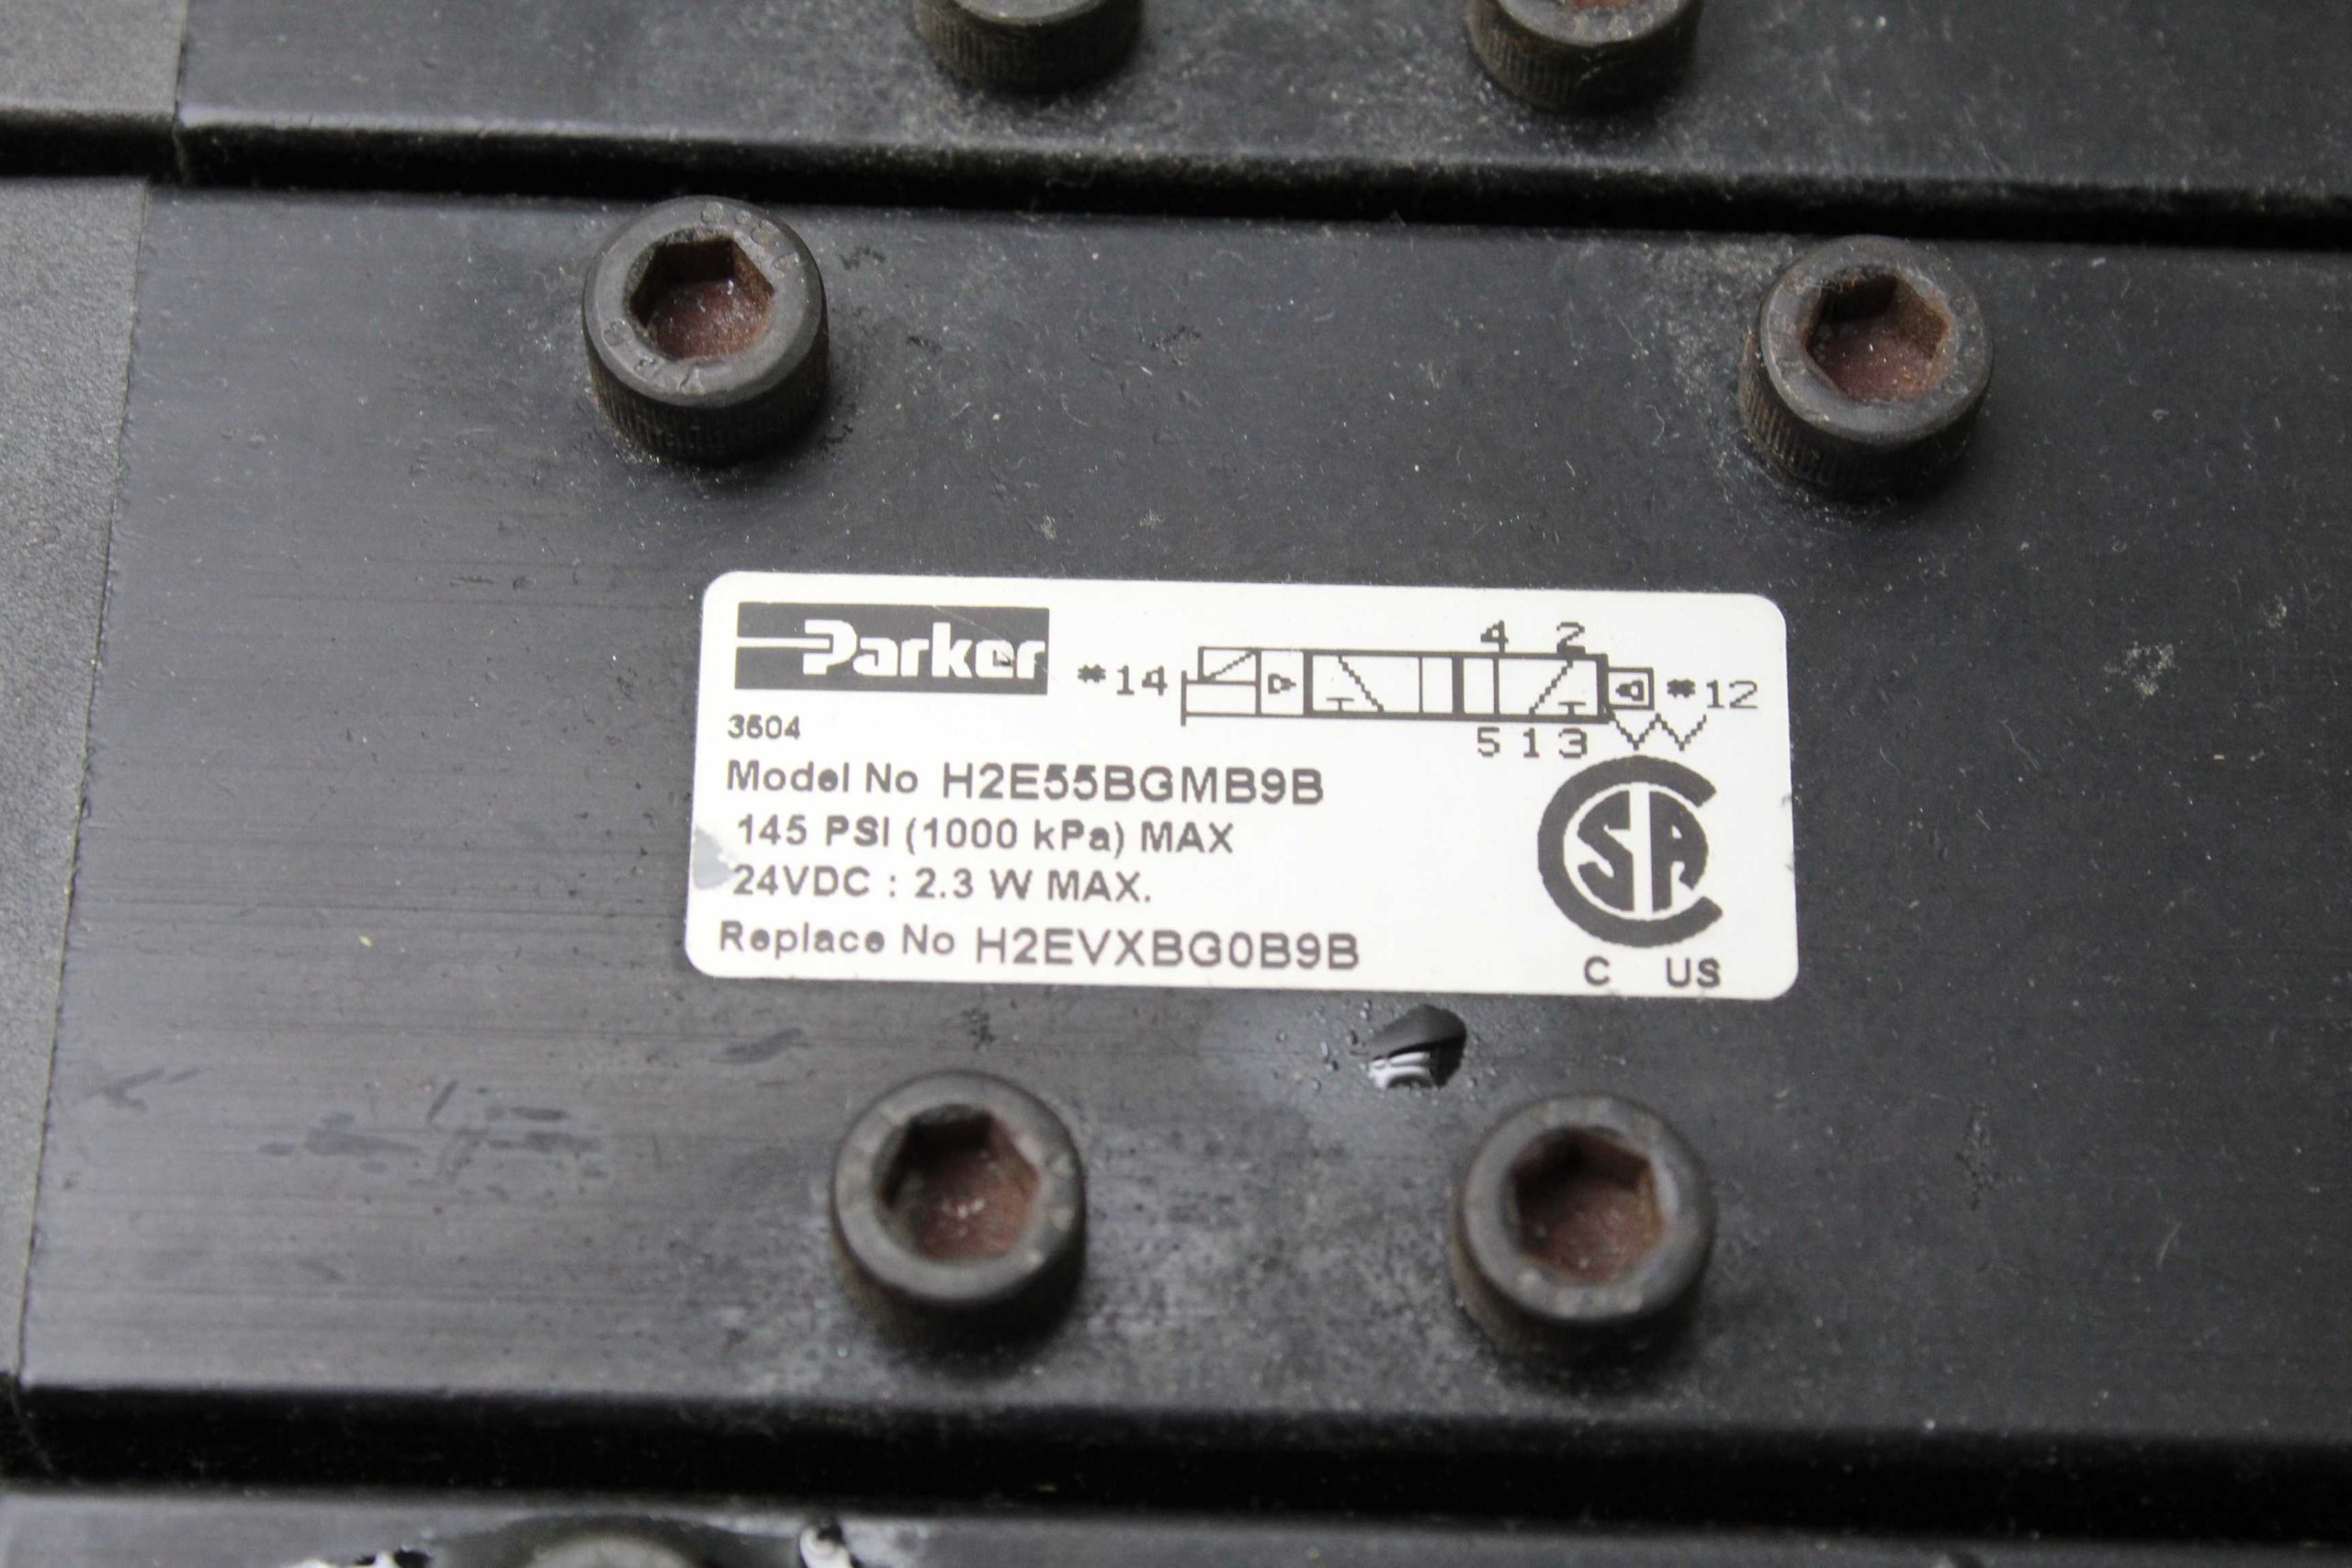 Parker
*14
4 2
*12
5 1 3
3504
Model No H2E55BGMB9B
145 PSI (1000 kPa) MAX
24VDC : 2.3 W MAX.
Replace No H2EVXBG0B9B
CSA
C US